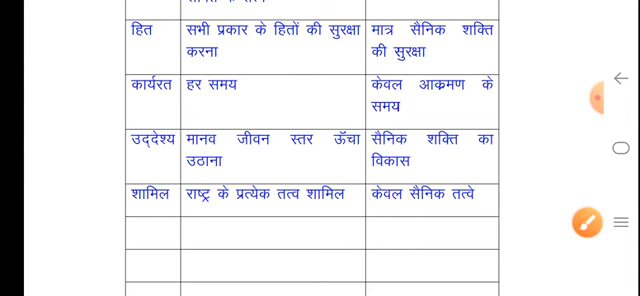 हित सभी प्रकार के हितों की सुरक्षा मात्र सैनिक शक्ति
करना की सुरक्षा
कार्यरत हर समय केवल आक्रमण के
समय
उद्देश्य मानव जीवन स्तर ऊँचा सैनिक शक्ति का
उठाना विकास
शामिल राष्ट्र के प्रत्येक तत्व शामिल केवल सैनिक तत्वे